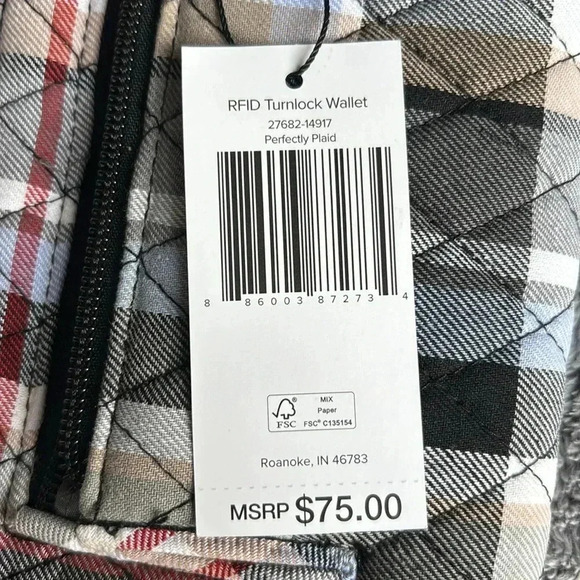 RFID Turnlock Wallet
27682-14917
Perfectly Plaid
8 86003 87273 4
FSC
MIX
Paper
FSC® C135154
Roanoke, IN 46783
MSRP $75.00